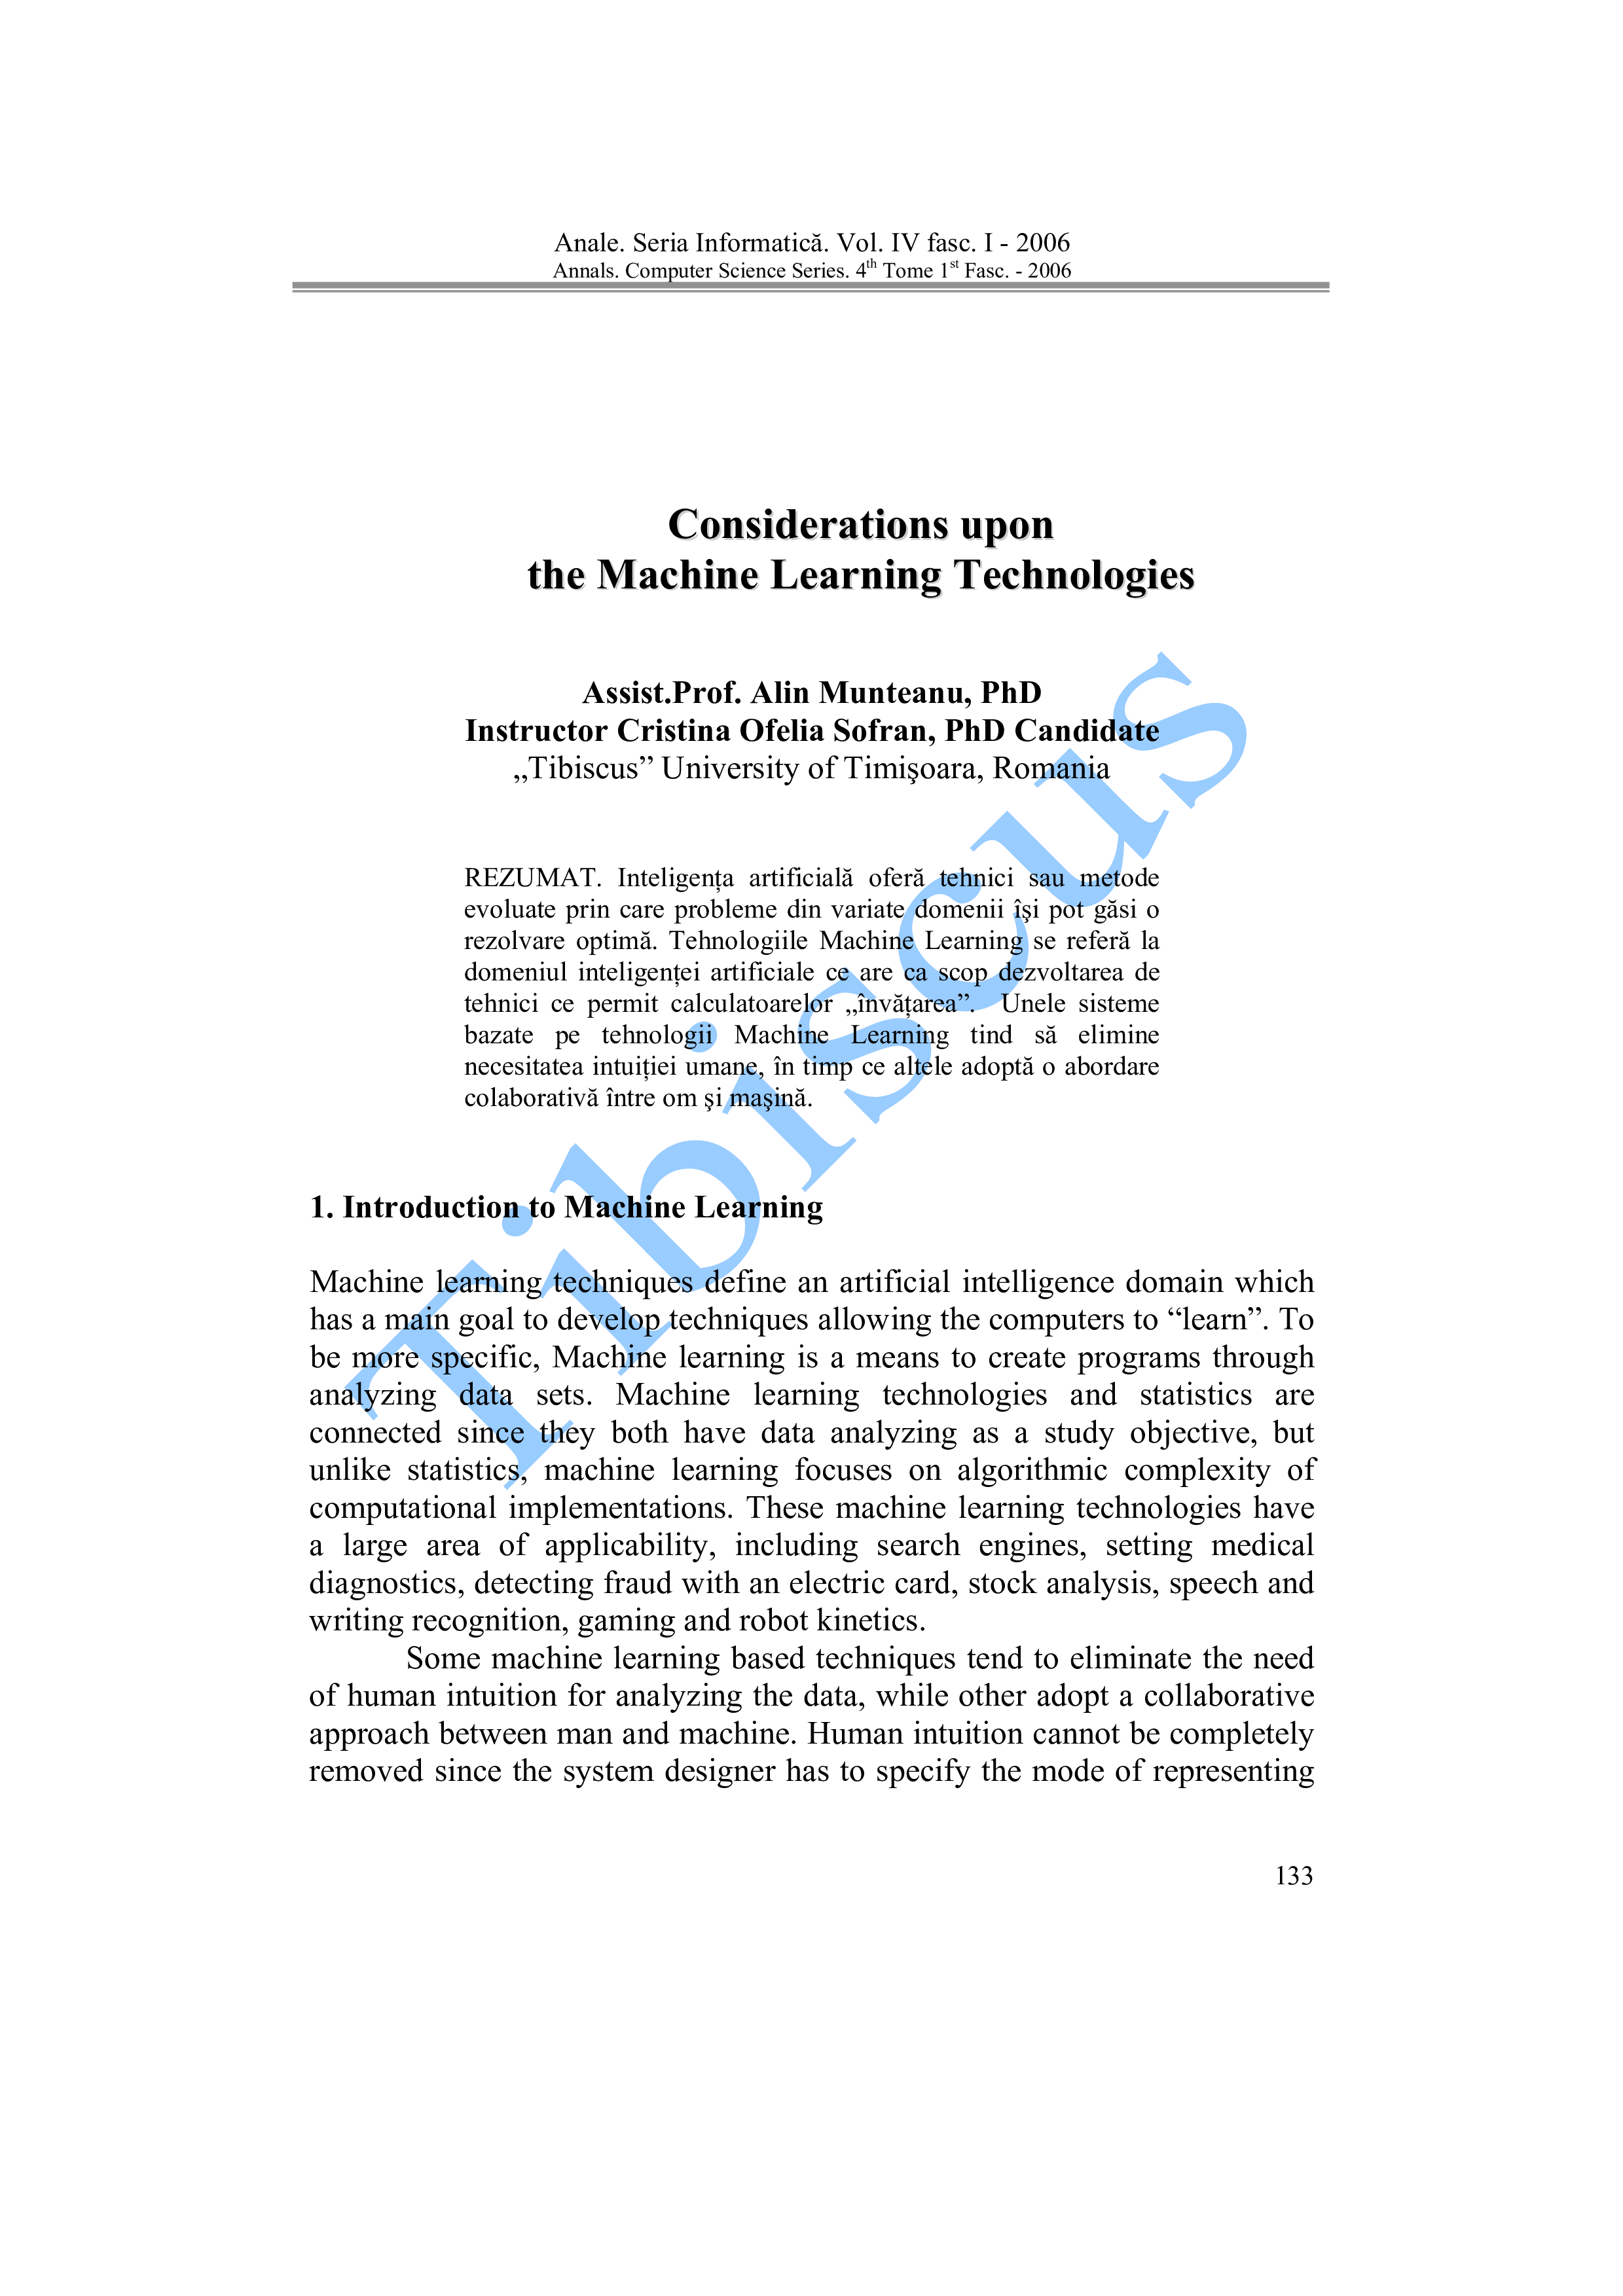 Anale. Seria Informatică. Vol. IV fasc. I - 2006
Annals. Computer Science Series. 4th Tome 1st Fasc. - 2006
Considerations upon
the Machine Learning Technologies
Assist.Prof. Alin Munteanu, PhD
Instructor Cristina Ofelia Sofran, PhD Candidate
„Tibiscus” University of Timişoara, Romania
REZUMAT. Inteligenţa artificială oferă tehnici sau metode
evoluate prin care probleme din variate domenii îşi pot găsi o
rezolvare optimă. Tehnologiile Machine Learning se referă la
domeniul inteligenţei artificiale ce are ca scop dezvoltarea de
tehnici ce permit calculatoarelor „învăţarea”. Unele sisteme
bazate pe tehnologii Machine Learning tind să elimine
necesitatea intuiţiei umane, în timp ce altele adoptă o abordare
colaborativă între om şi maşină.
1. Introduction to Machine Learning
Machine learning techniques define an artificial intelligence domain which
has a main goal to develop techniques allowing the computers to “learn”. To
be more specific, Machine learning is a means to create programs through
analyzing data sets. Machine learning technologies and statistics are
connected since they both have data analyzing as a study objective, but
unlike statistics, machine learning focuses on algorithmic complexity of
computational implementations. These machine learning technologies have
a large area of applicability, including search engines, setting medical
diagnostics, detecting fraud with an electric card, stock analysis, speech and
writing recognition, gaming and robot kinetics.
Some machine learning based techniques tend to eliminate the need
of human intuition for analyzing the data, while other adopt a collaborative
approach between man and machine. Human intuition cannot be completely
removed since the system designer has to specify the mode of representing
133
Tibiscus